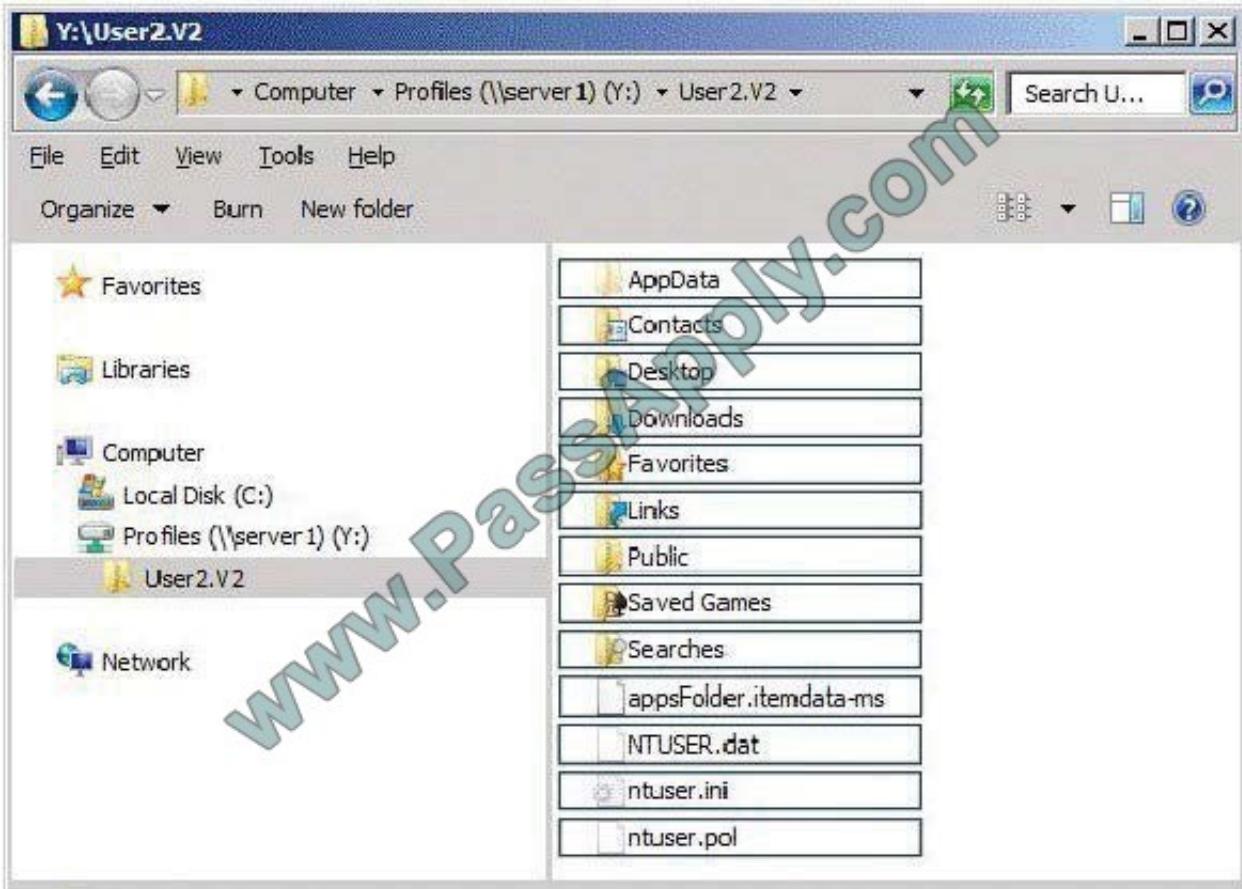 Y:\User2.V2
Computer Profiles (\\server1) (Y:) User2.V2
Search U...
File Edit View Tools Help
Organize Burn New folder
Favorites
Libraries
Computer
Local Disk (C:)
Profiles (\\server1) (Y:)
User2.V2
Network
AppData
Contacts
Desktop
Downloads
Favorites
Links
Public
Saved Games
Searches
appsFolder.itemdata-ms
NTUSER.dat
ntuser.ini
ntuser.pol
www.PassApply.com